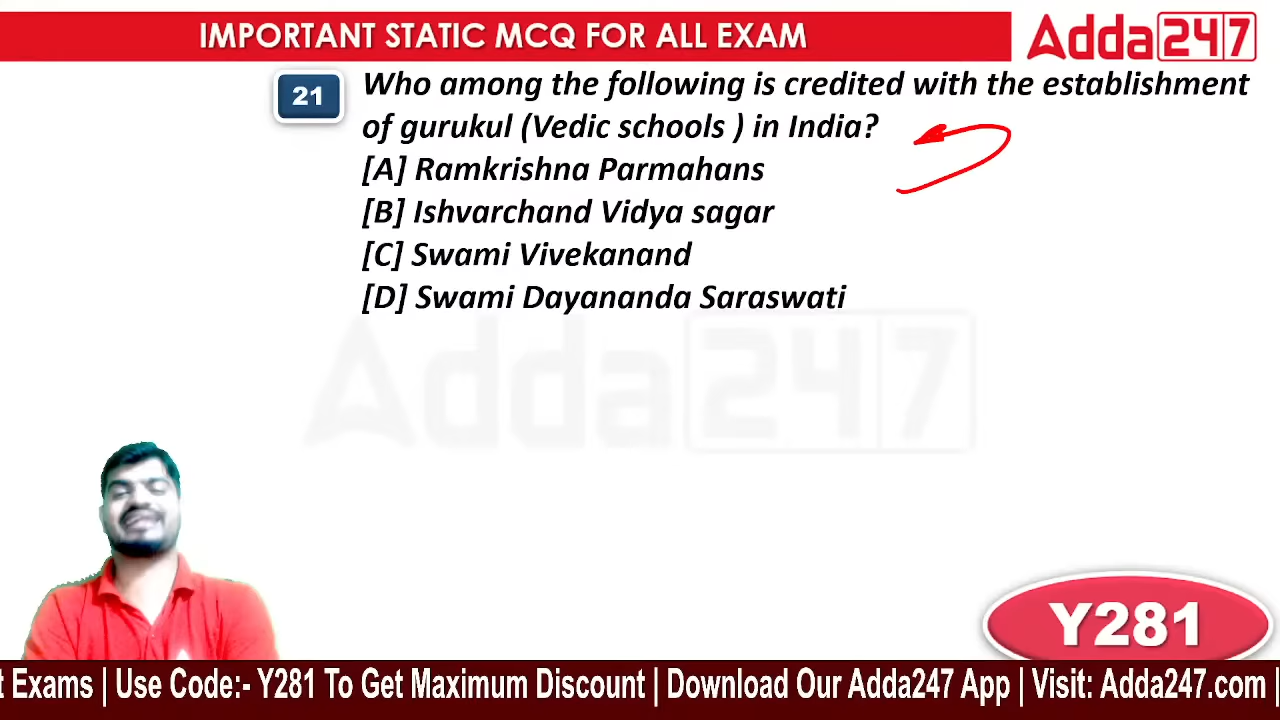 IMPORTANT STATIC MCQ FOR ALL EXAM
Adda247
21
Who among the following is credited with the establishment
of gurukul (Vedic schools ) in India?
[A] Ramkrishna Parmahans
[B] Ishvarchand Vidya sagar
[C] Swami Vivekanand
[D] Swami Dayananda Saraswati
Adda247
Y281
t Exams | Use Code:- Y281 To Get Maximum Discount | Download Our Adda247 App | Visit: Adda247.com |